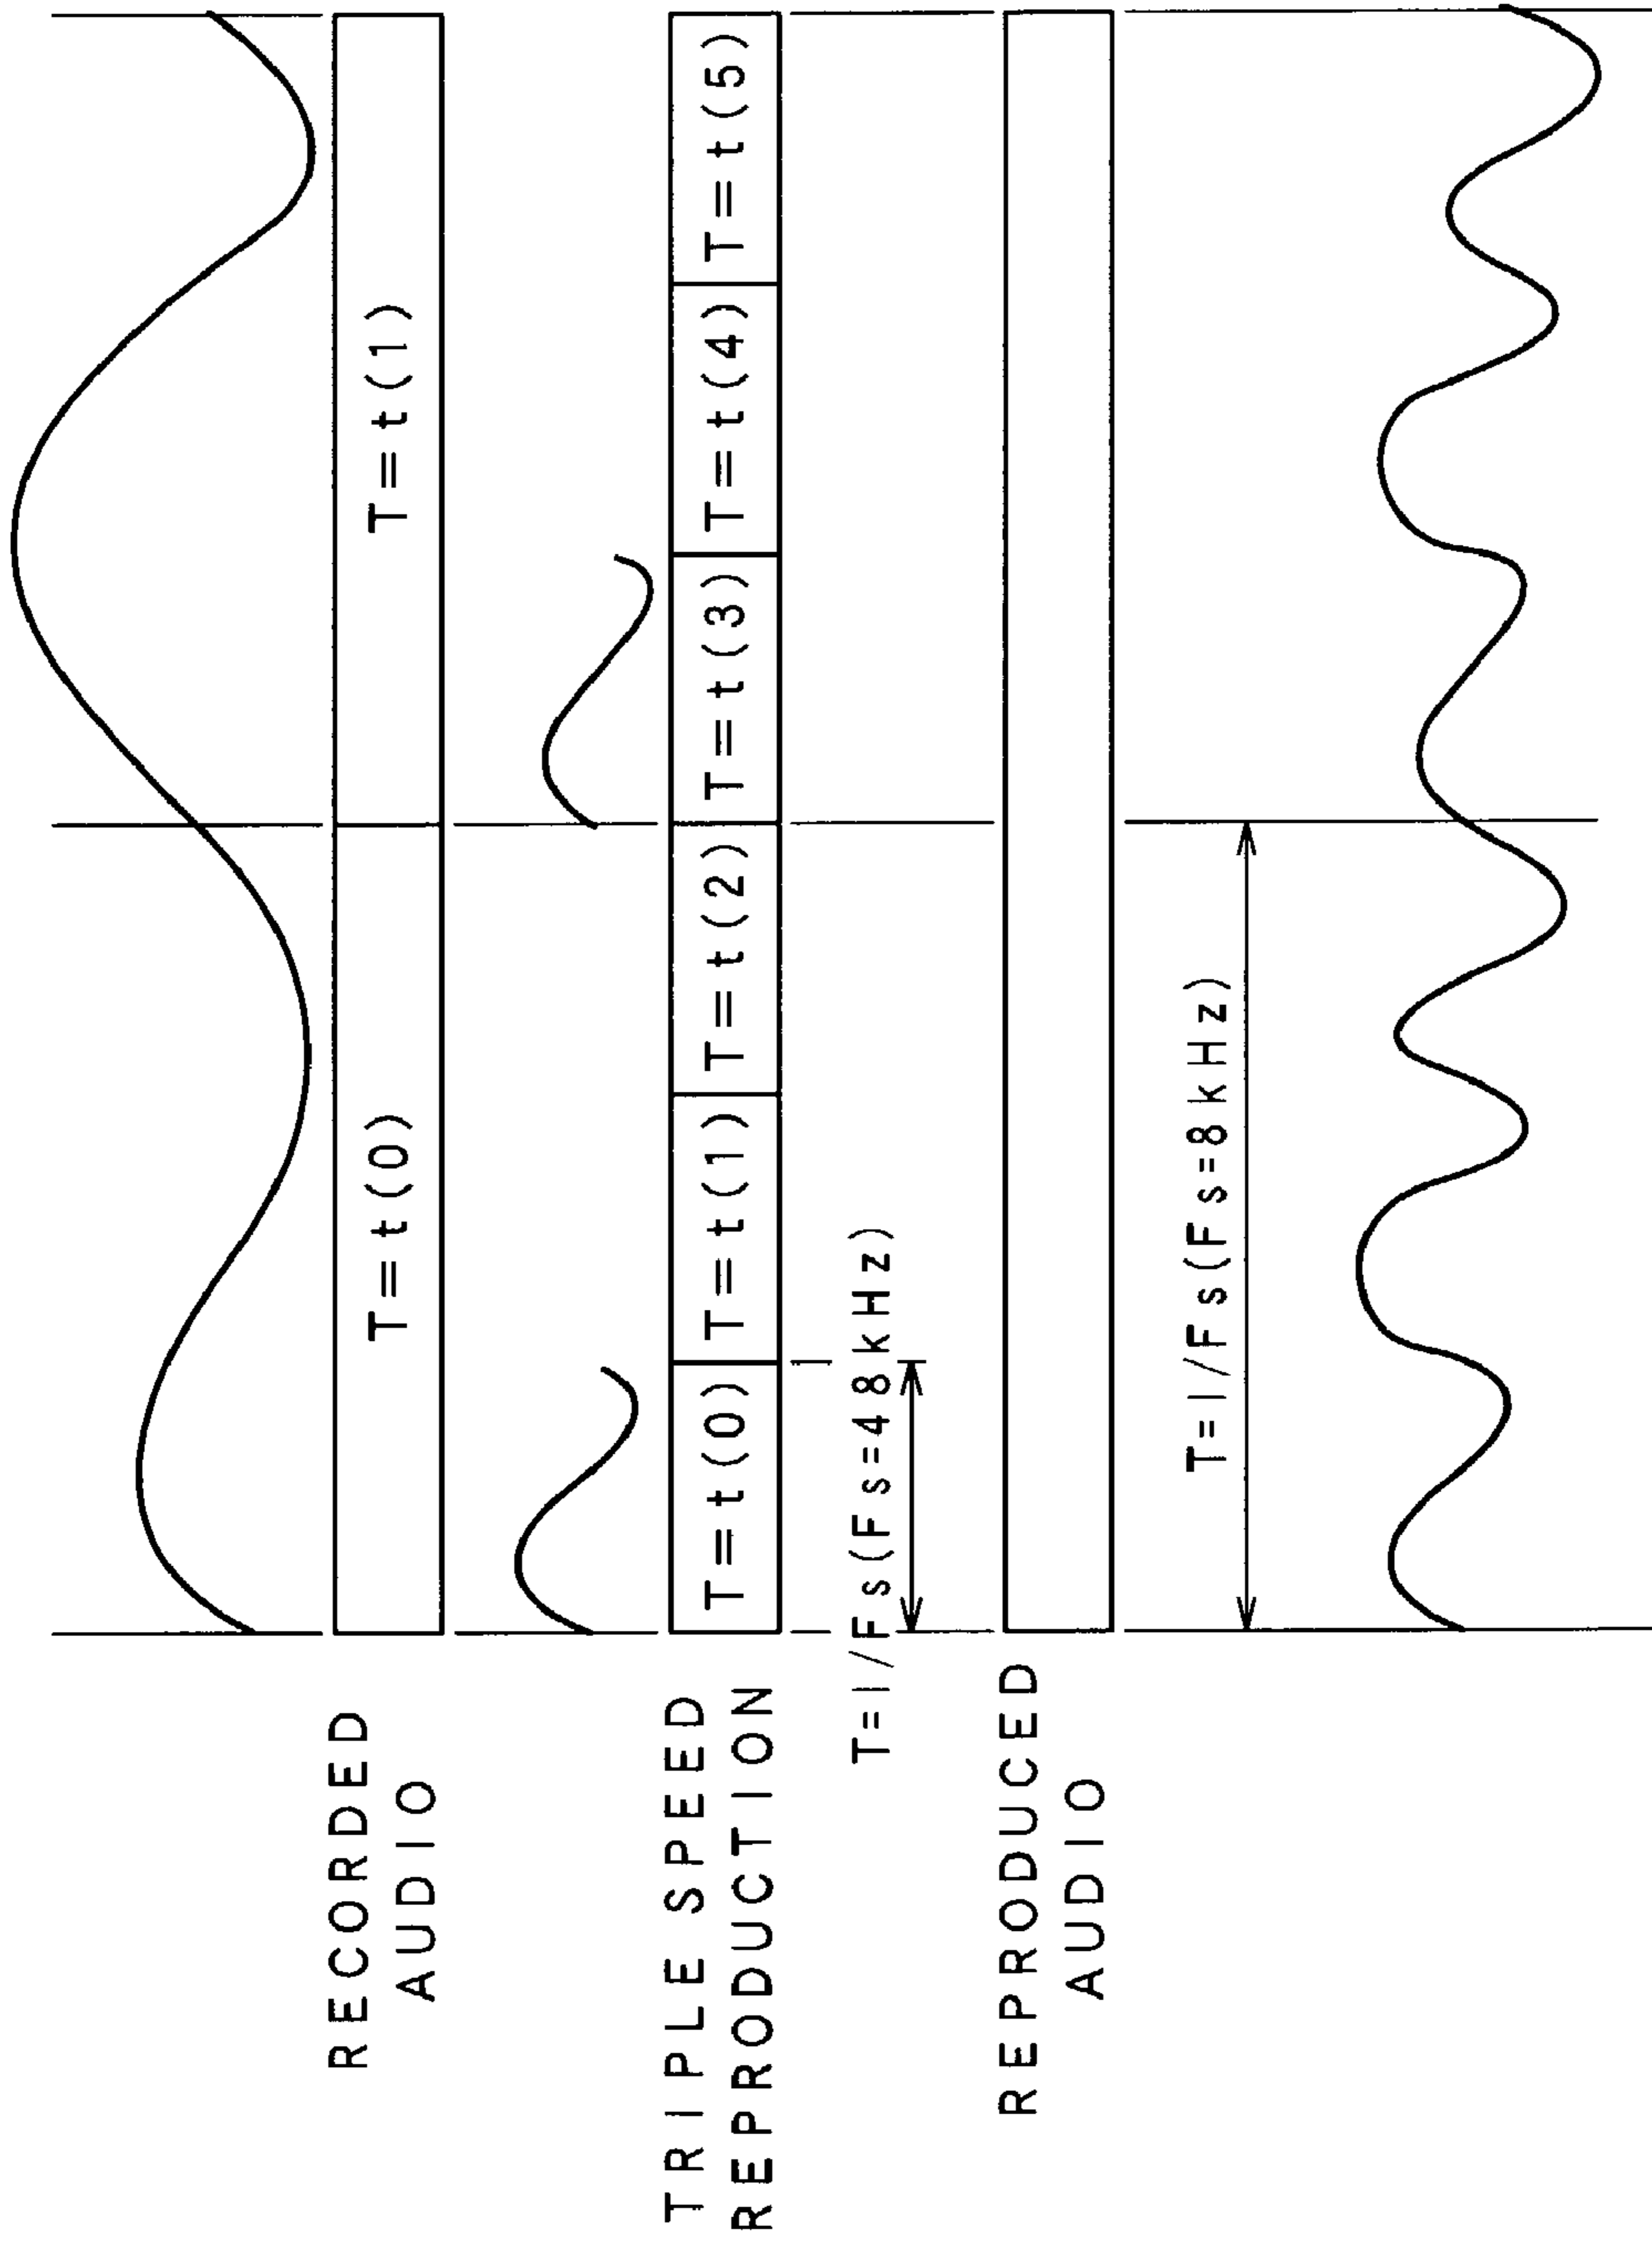 RECORDED
AUDIO
T=t(0)
T=t(1)
TRIPLE SPEED
REPRODUCTION
T=t(0)
T=t(1)
T=t(2)
T=t(3)
T=t(4)
T=t(5)
T=1/Fs(Fs=48kHz)
REPRODUCED
AUDIO
T=1/Fs(Fs=8kHz)